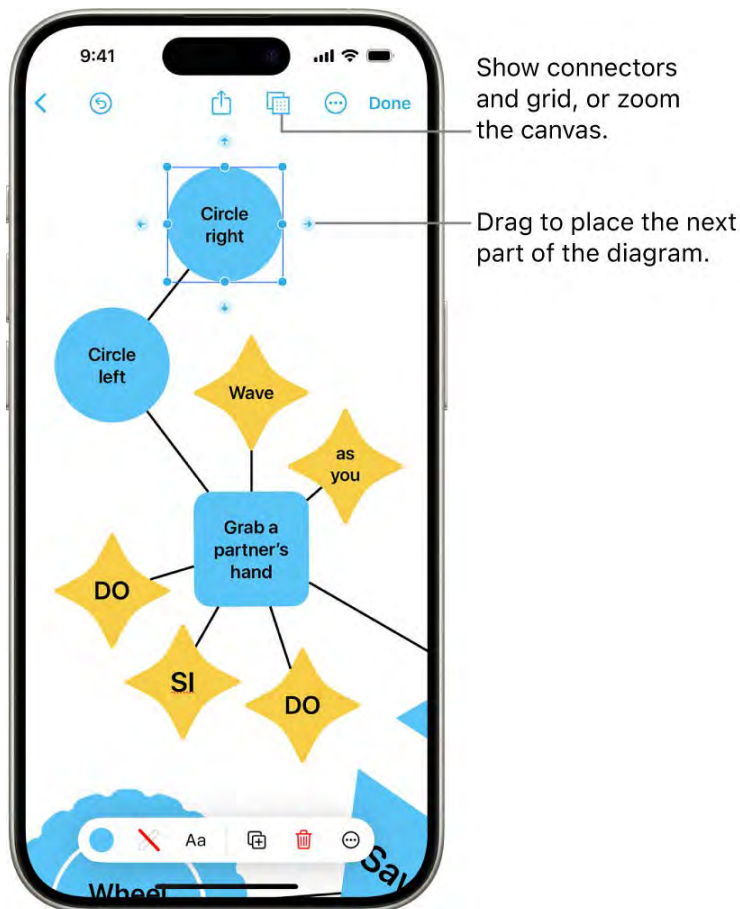 9:41
Done
Show connectors
and grid, or zoom
the canvas.
Circle
right
Drag to place the next
part of the diagram.
Circle
left
Wave
as
you
Grab a
partner's
hand
DO
SI
DO
Aa
Wheel